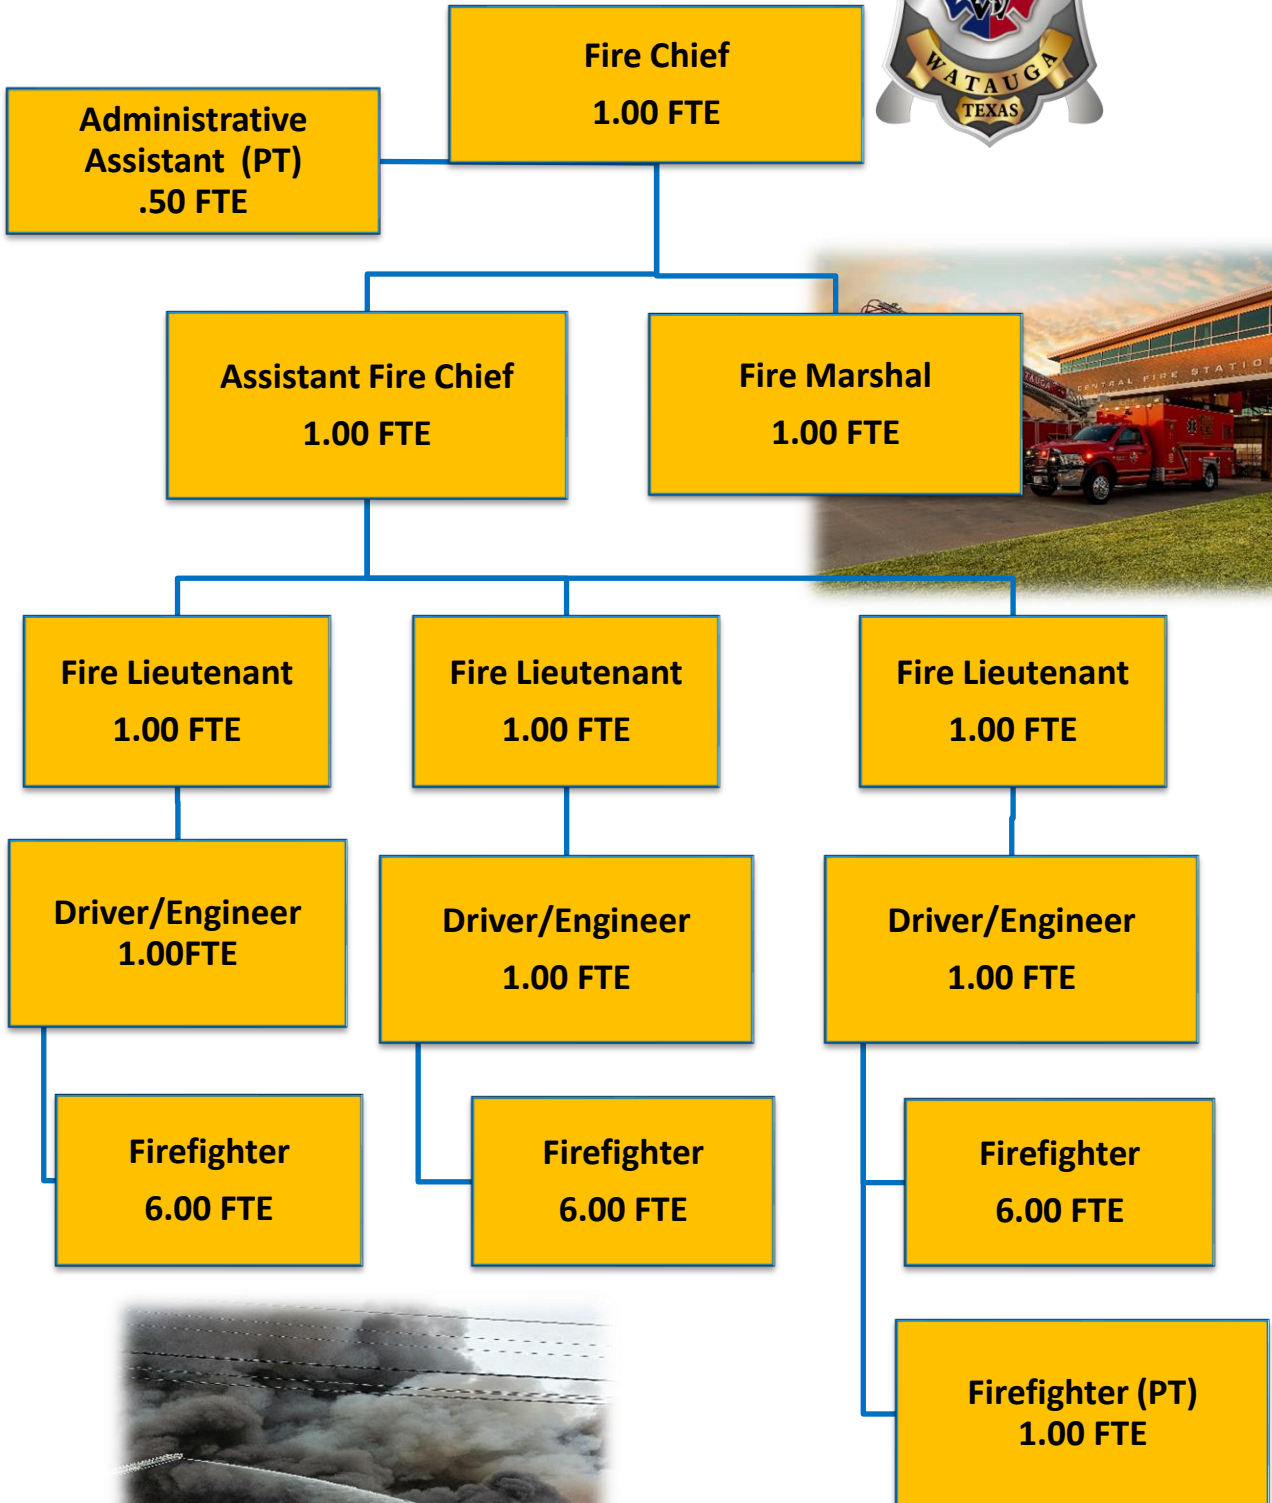 Fire Chief
1.00 FTE
WATAUGA
TEXAS
Administrative
Assistant (PT)
.50 FTE
Assistant Fire Chief
1.00 FTE
Fire Marshal
1.00 FTE
CENTRAL FIRE STATIO
Fire Lieutenant
1.00 FTE
Fire Lieutenant
1.00 FTE
Fire Lieutenant
1.00 FTE
Driver/Engineer
1.00FTE
Driver/Engineer
1.00 FTE
Driver/Engineer
1.00 FTE
Firefighter
6.00 FTE
Firefighter
6.00 FTE
Firefighter
6.00 FTE
Firefighter (PT)
1.00 FTE